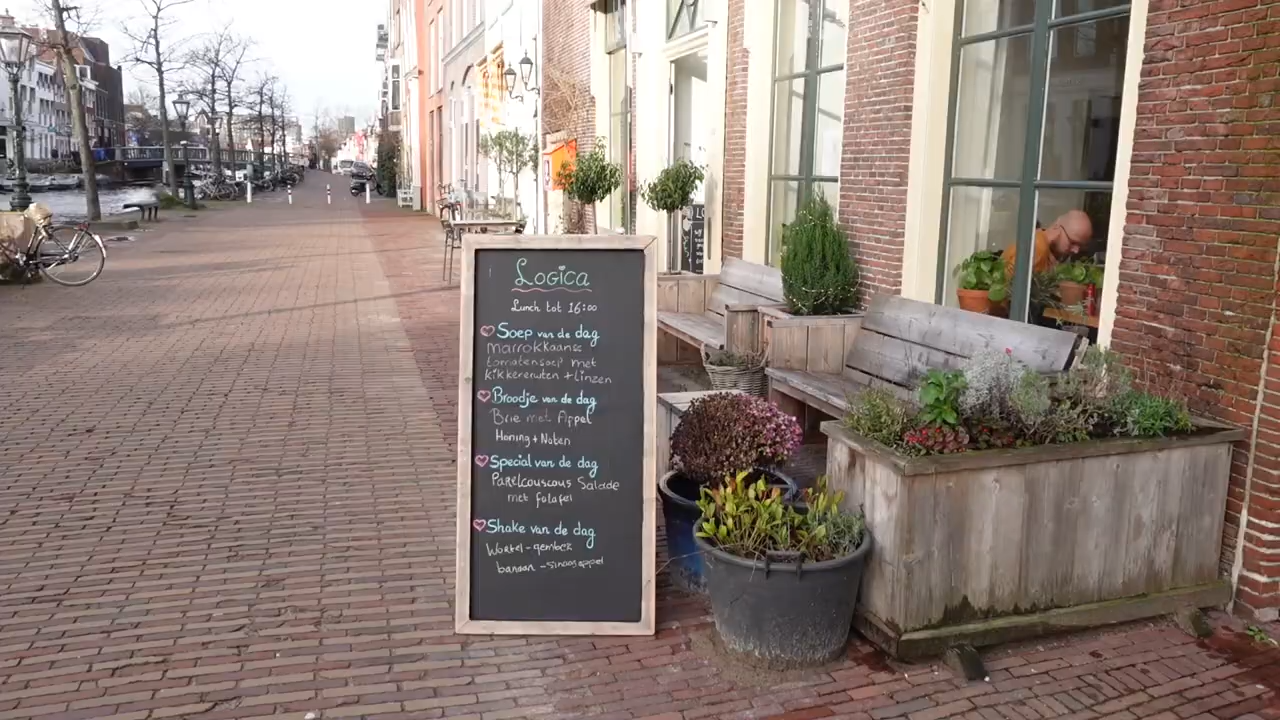 Logica
Lunch tot 16:00
Soep van de dag
Marrokkaanse
tomatensoep met
kikkererwten + linzen
Broodje van de dag
Brie met Appel
Honing + Noten
Special van de dag
Parelcouscous Salade
met falafel
Shake van de dag
Wortel - gember
banaan - sinaasappel
LO